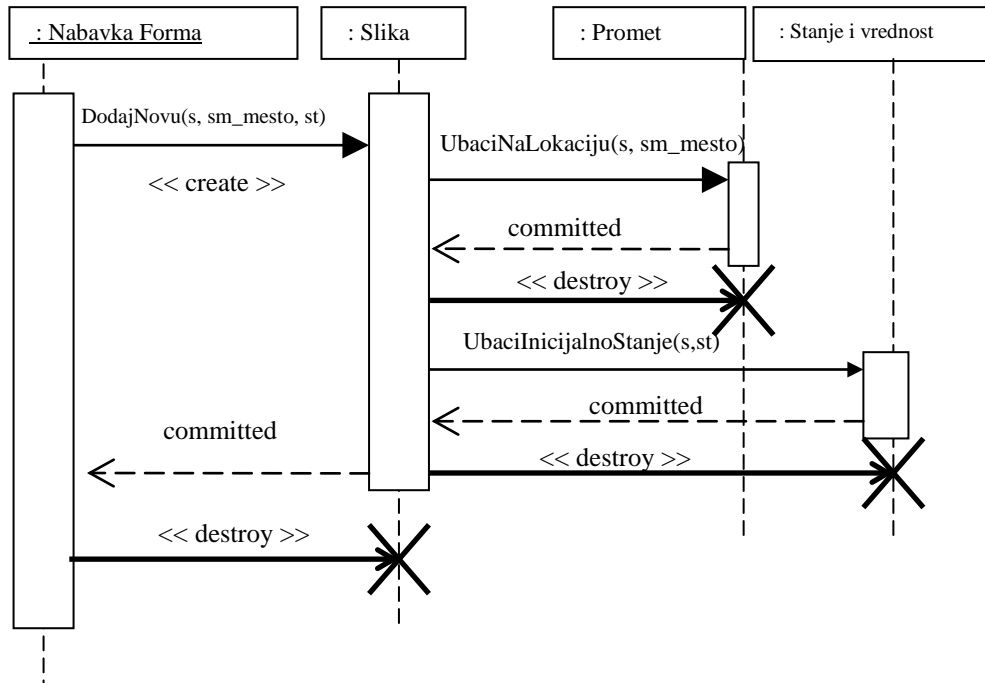 : Nabavka Forma
: Slika
: Promet
: Stanje i vrednost
DodajNovu(s, sm_mesto, st)
UbaciNaLokaciju(s, sm_mesto)
<< create >>
committed
<< destroy >>
UbaciInicijalnoStanje(s,st)
committed
committed
<< destroy >>
<< destroy >>